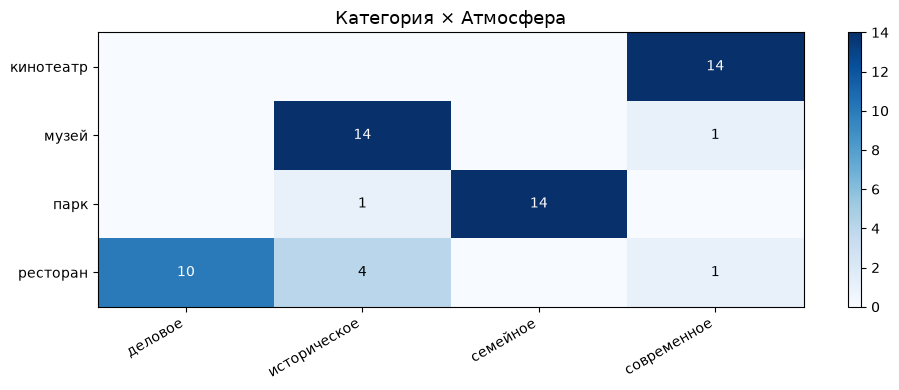 Категория × Атмосфера
кинотеатр
14
музей
14
1
парк
1
14
ресторан
10
4
1
деловое
историческое
семейное
современное
14
12
10
8
6
4
2
0